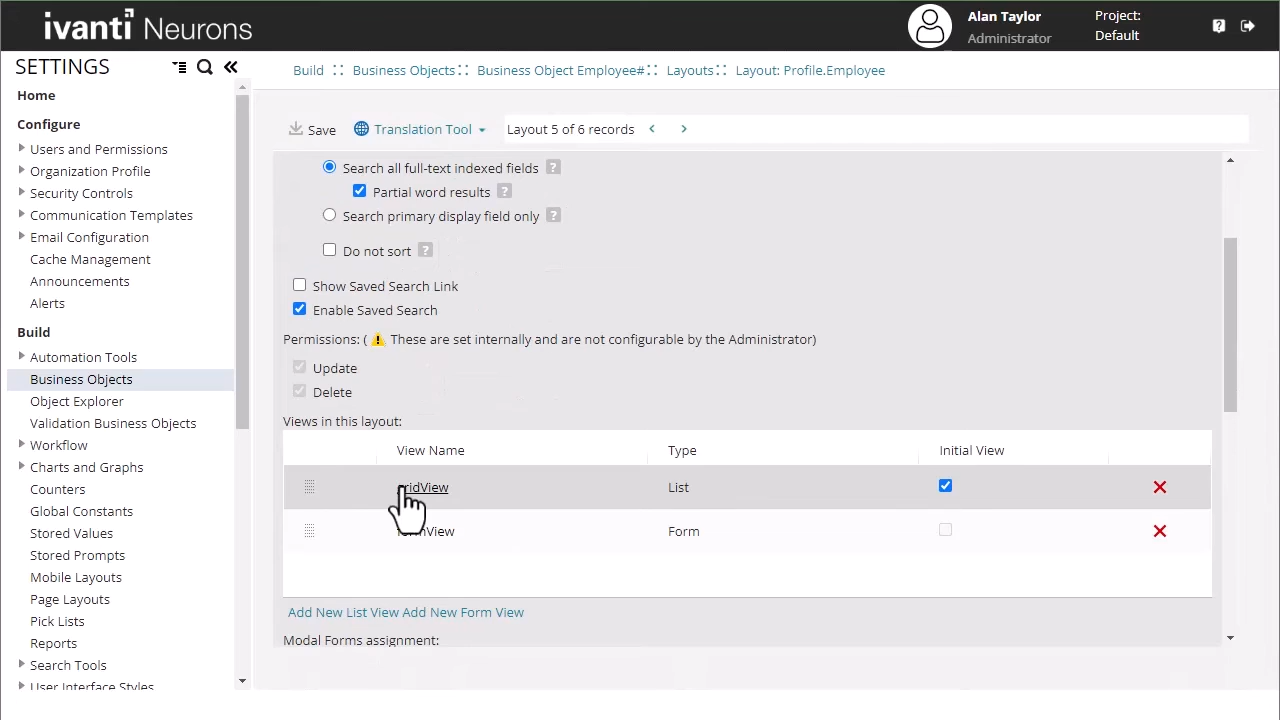 ivanti Neurons
Alan Taylor
Administrator
Project:
Default
SETTINGS
Home
Configure
Users and Permissions
Organization Profile
Security Controls
Communication Templates
Email Configuration
Cache Management
Announcements
Alerts
Build
Automation Tools
Business Objects
Object Explorer
Validation Business Objects
Workflow
Charts and Graphs
Counters
Global Constants
Stored Values
Stored Prompts
Mobile Layouts
Page Layouts
Pick Lists
Reports
Search Tools
User Interface Styles
Build :: Business Objects :: Business Object Employee# :: Layouts :: Layout: Profile.Employee
Save Translation Tool Layout 5 of 6 records < >
Search all full-text indexed fields ?
Partial word results ?
Search primary display field only ?
Do not sort ?
Show Saved Search Link
Enable Saved Search
Permissions: ( These are set internally and are not configurable by the Administrator)
Update
Delete
Views in this layout:
View Name Type Initial View
gridView List
formView Form
Add New List View Add New Form View
Modal Forms assignment: